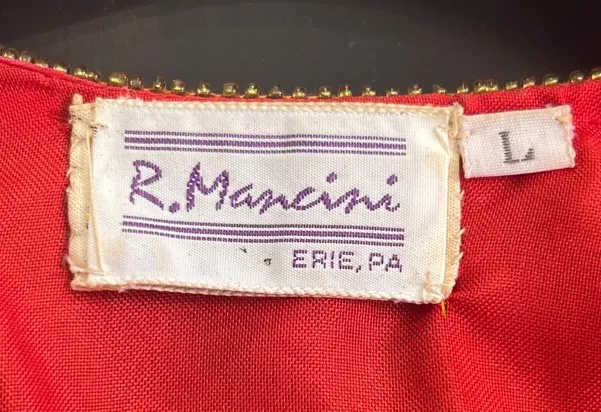 R. Mancini
ERIE, PA
L